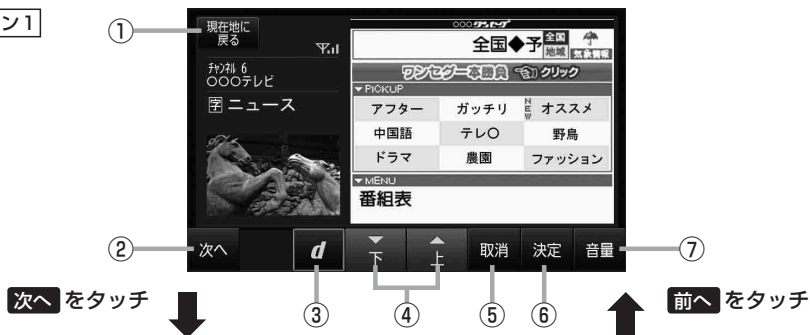 ン1
①
現在地に
戻る
チャンネル 6
○○○テレビ
字 ニュース
○○○ワンセグ
全国◆予
全国
地域
気象情報
ワンセグ一本勝負 クリック
▼PICKUP
アフター ガッチリ NEW オススメ
中国語 テレ○ 野鳥
ドラマ 農園 ファッション
▼MENU
番組表
② ⑦
次へ d ▼下 ▲上 取消 決定 音量
③ ④ ⑤ ⑥
次へ をタッチ
前へ をタッチ